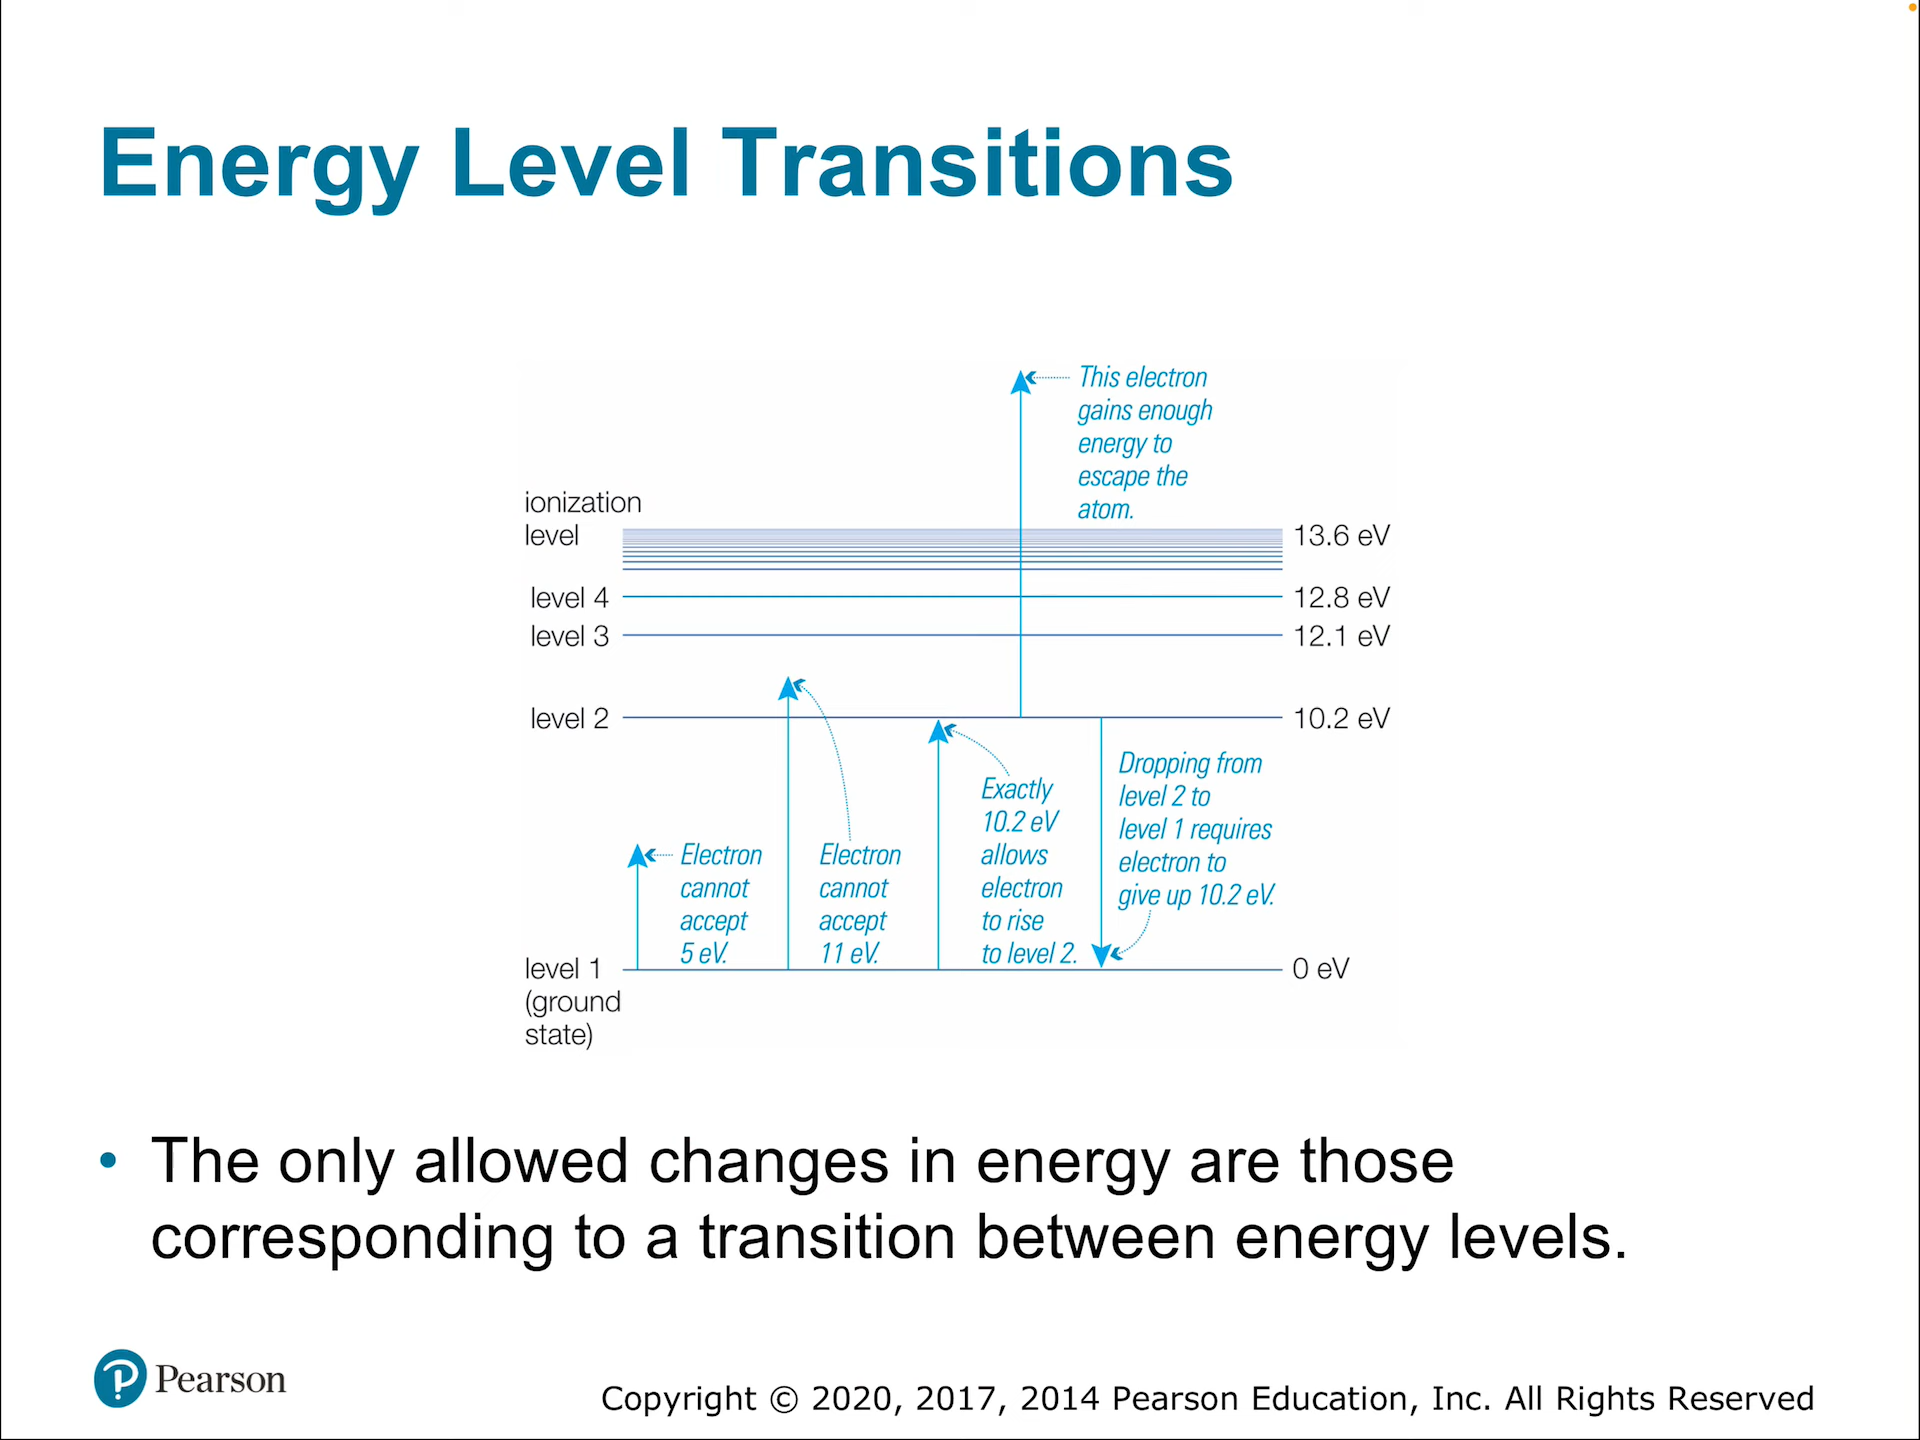 Energy Level Transitions
This electron
gains enough
energy to
escape the
atom.
ionization
level
13.6 eV
level 4
12.8 eV
level 3
12.1 eV
level 2
10.2 eV
Electron
cannot
accept
5 eV.
Electron
cannot
accept
11 eV.
Exactly
10.2 eV
allows
electron
to rise
to level 2.
Dropping from
level 2 to
level 1 requires
electron to
give up 10.2 eV.
level 1
(ground
state)
0 eV
• The only allowed changes in energy are those
corresponding to a transition between energy levels.
P Pearson
Copyright © 2020, 2017, 2014 Pearson Education, Inc. All Rights Reserved